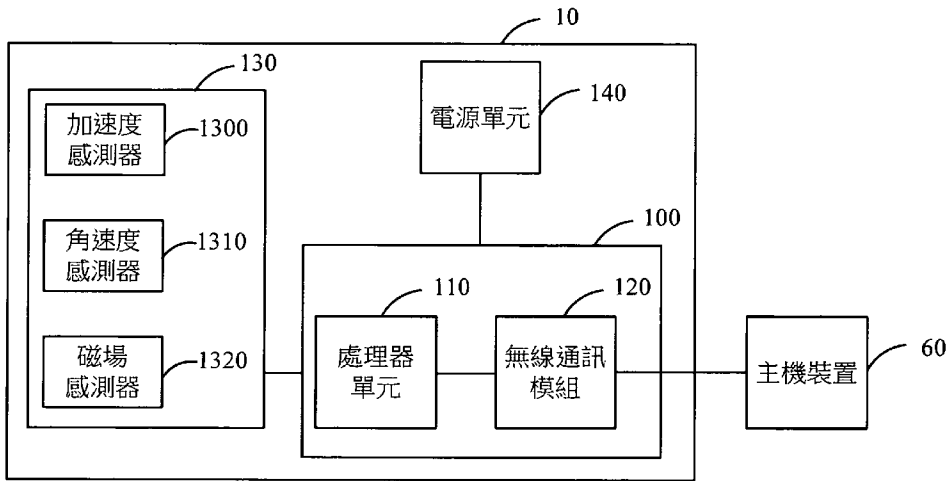 10
130
加速度
感測器
1300
電源單元
140
角速度
感測器
1310
100
110
120
磁場
感測器
1320
處理器
單元
無線通訊
模組
主機裝置
60